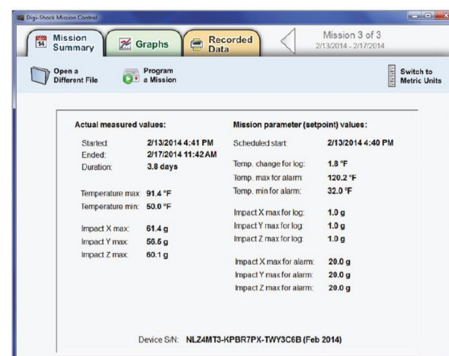 Digi-Shock Mission Control
Mission Summary
Graphs
Recorded Data
Mission 3 of 3
2/13/2014 - 2/17/2014
Open a Different File
Program a Mission
Switch to Metric Units
Actual measured values:
Started: 2/13/2014 4:41 PM
Ended: 2/17/2014 11:42 AM
Duration: 3.8 days
Temperature max: 91.4 °F
Temperature min: 50.0 °F
Impact X max: 61.4 g
Impact Y max: 55.5 g
Impact Z max: 60.1 g
Mission parameter (setpoint) values:
Scheduled start: 2/13/2014 4:40 PM
Temp. change for log: 1.8 °F
Temp. max for alarm: 120.2 °F
Temp. min for alarm: 32.0 °F
Impact X max for log: 1.0 g
Impact Y max for log: 1.0 g
Impact Z max for log: 1.0 g
Impact X max for alarm: 20.0 g
Impact Y max for alarm: 20.0 g
Impact Z max for alarm: 20.0 g
Device S/N: NLZ4MT3-KPBR7PX-TWY3C6B (Feb 2014)